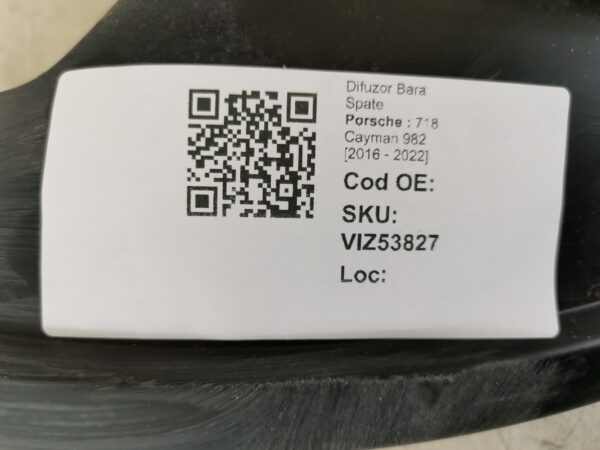 Difuzor Bara
Spate
Porsche : 718
Cayman 982
[2016 - 2022]
Cod OE:
SKU:
VIZ53827
Loc: